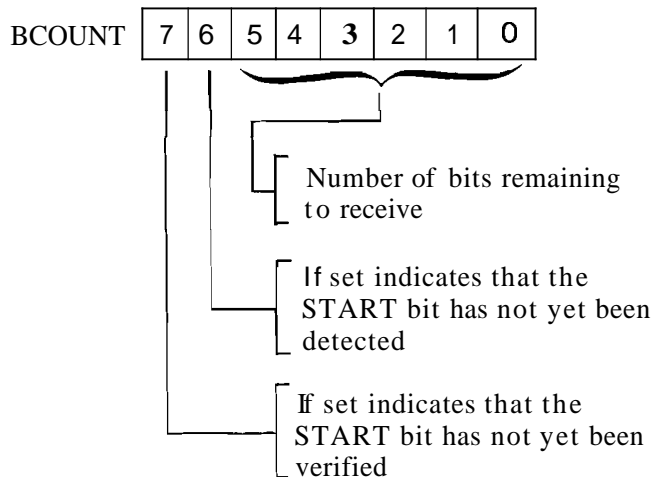 BCOUNT 7 6 5 4 3 2 1 0
Number of bits remaining
to receive
If set indicates that the
START bit has not yet been
detected
If set indicates that the
START bit has not yet been
verified